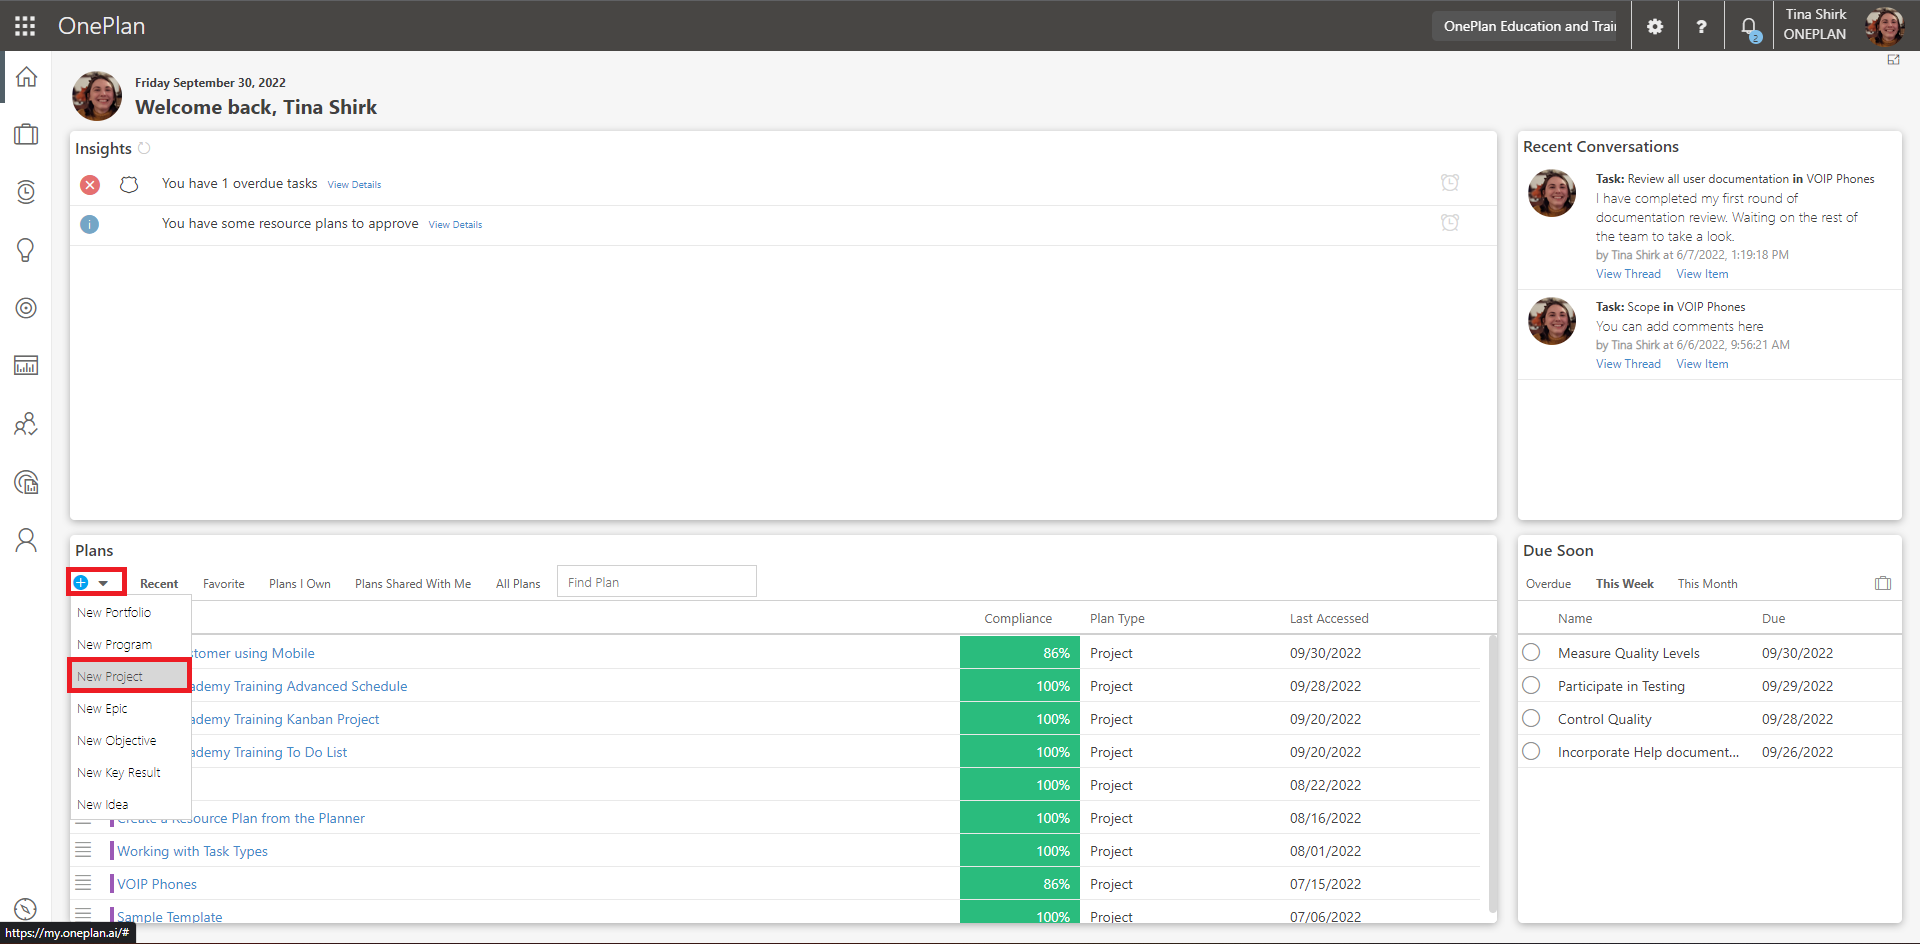 OnePlan
OnePlan Education and Trai
?
2
Tina Shirk
ONEPLAN
Friday September 30, 2022
Welcome back, Tina Shirk
Insights
You have 1 overdue tasks View Details
i
You have some resource plans to approve View Details
Recent Conversations
Task: Review all user documentation in VOIP Phones
I have completed my first round of
documentation review. Waiting on the rest of
the team to take a look.
by Tina Shirk at 6/7/2022, 1:19:18 PM
View Thread View Item
Task: Scope in VOIP Phones
You can add comments here
by Tina Shirk at 6/6/2022, 9:56:21 AM
View Thread View Item
Plans
Recent Favorite Plans I Own Plans Shared With Me All Plans Find Plan
New Portfolio
New Program
New Project
New Epic
New Objective
New Key Result
New Idea
Compliance Plan Type Last Accessed
stomer using Mobile 86% Project 09/30/2022
ademy Training Advanced Schedule 100% Project 09/28/2022
ademy Training Kanban Project 100% Project 09/20/2022
ademy Training To Do List 100% Project 09/20/2022
100% Project 08/22/2022
Create a Resource Plan from the Planner 100% Project 08/16/2022
Working with Task Types 100% Project 08/01/2022
VOIP Phones 86% Project 07/15/2022
Sample Template 100% Project 07/06/2022
Due Soon
Overdue This Week This Month
Name Due
Measure Quality Levels 09/30/2022
Participate in Testing 09/29/2022
Control Quality 09/28/2022
Incorporate Help document... 09/26/2022
https://my.oneplan.ai/#